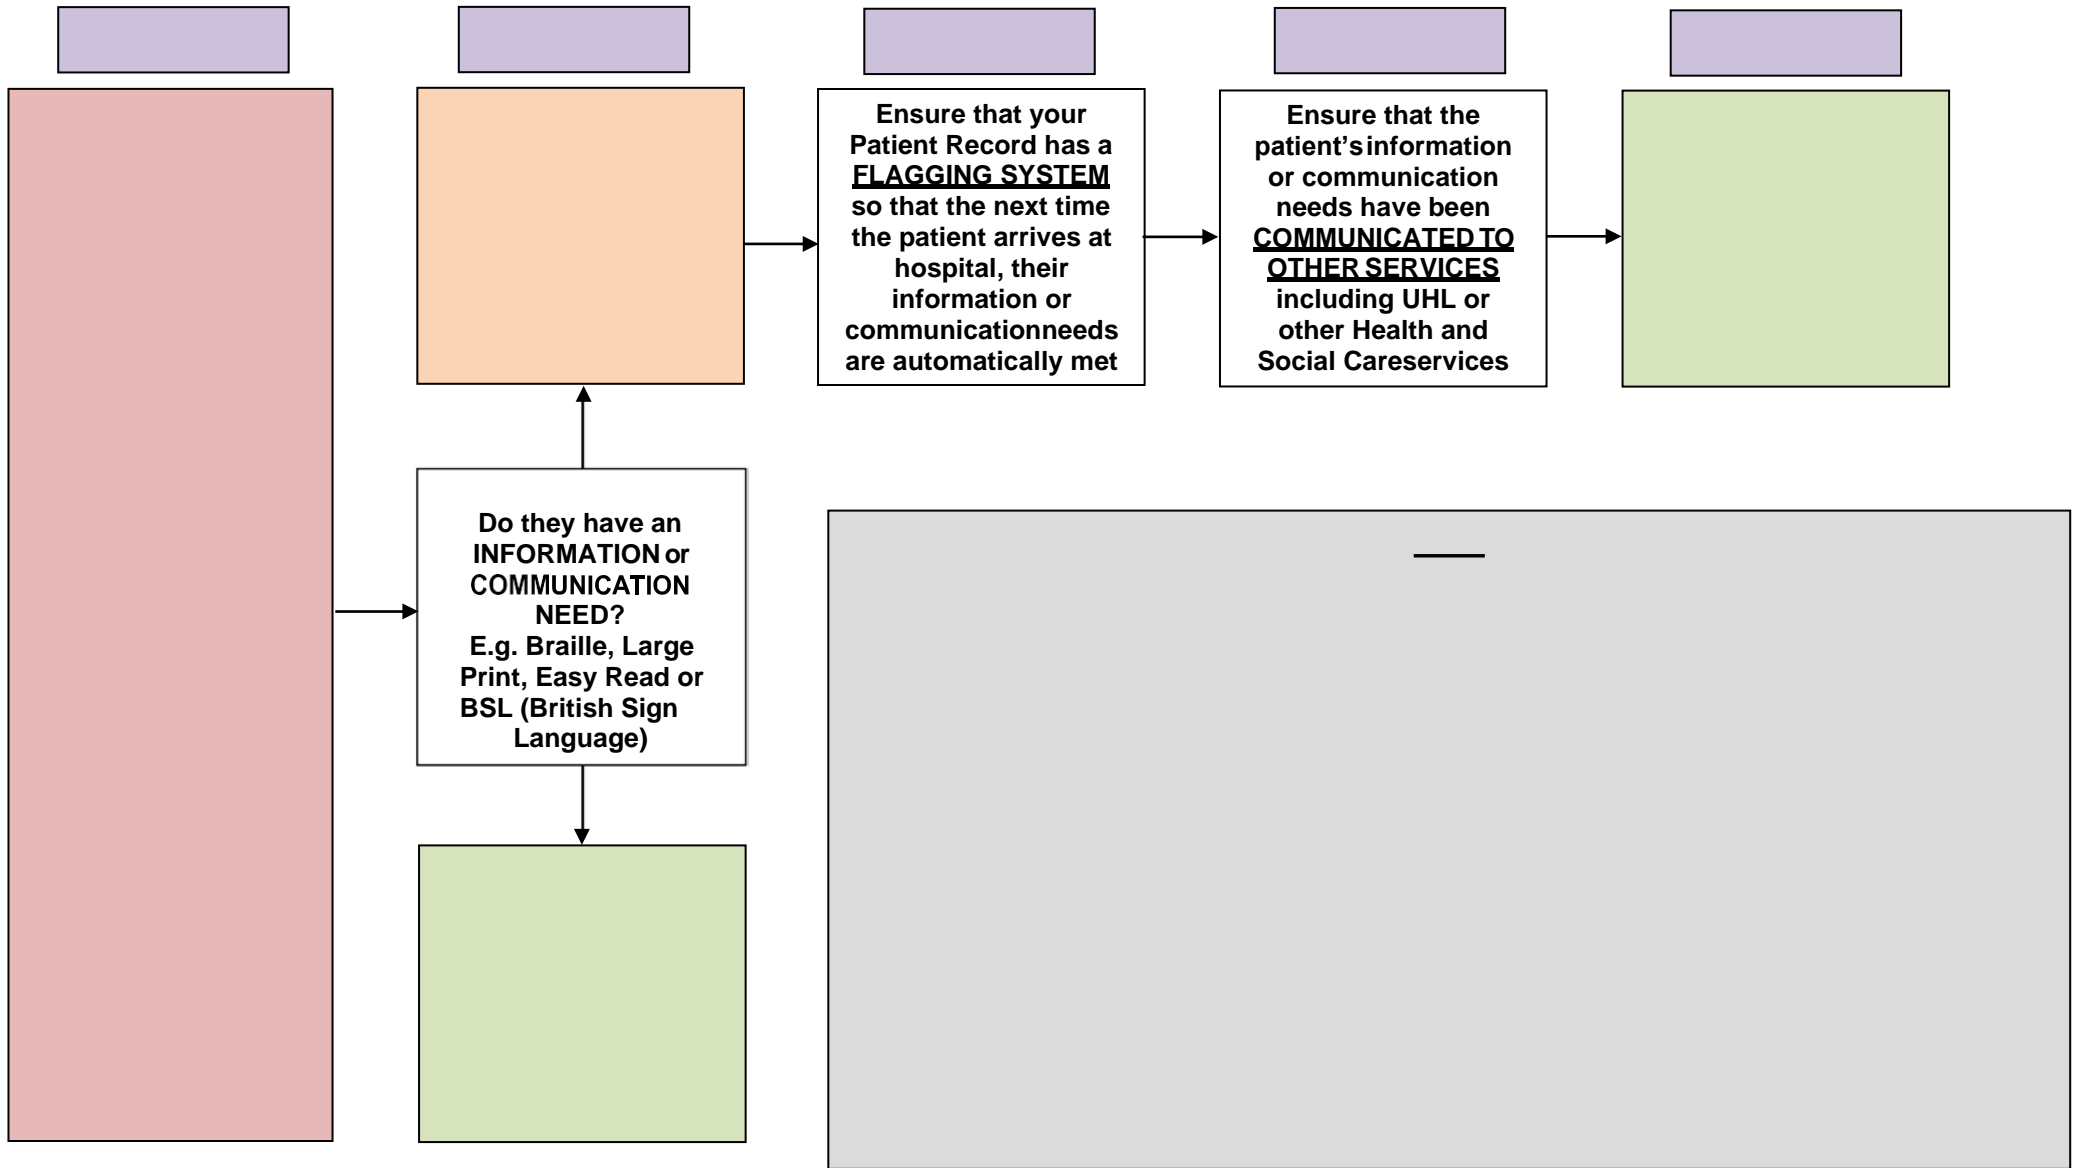 Ensure that your
Patient Record has a
FLAGGING SYSTEM
so that the next time
the patient arrives at
hospital, their
information or
communicationneeds
are automatically met
Ensure that the
patient’sinformation
or communication
needs have been
COMMUNICATED TO
OTHER SERVICES
including UHL or
other Health and
Social Careservices
Do they have an
INFORMATION or
COMMUNICATION
NEED?
E.g. Braille, Large
Print, Easy Read or
BSL (British Sign
Language)